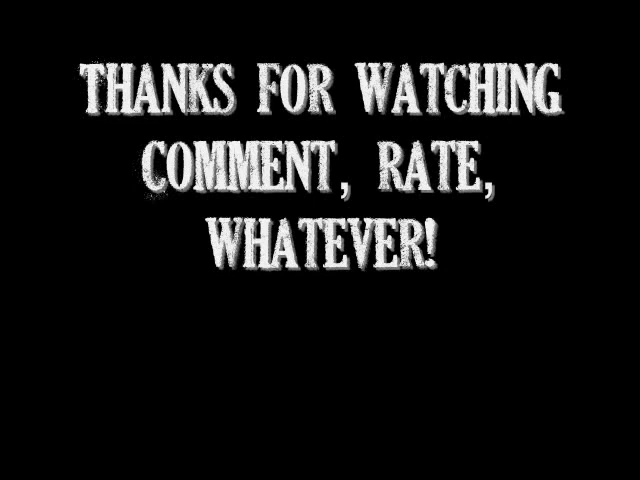 THANKS FOR WATCHING
COMMENT, RATE,
WHATEVER!